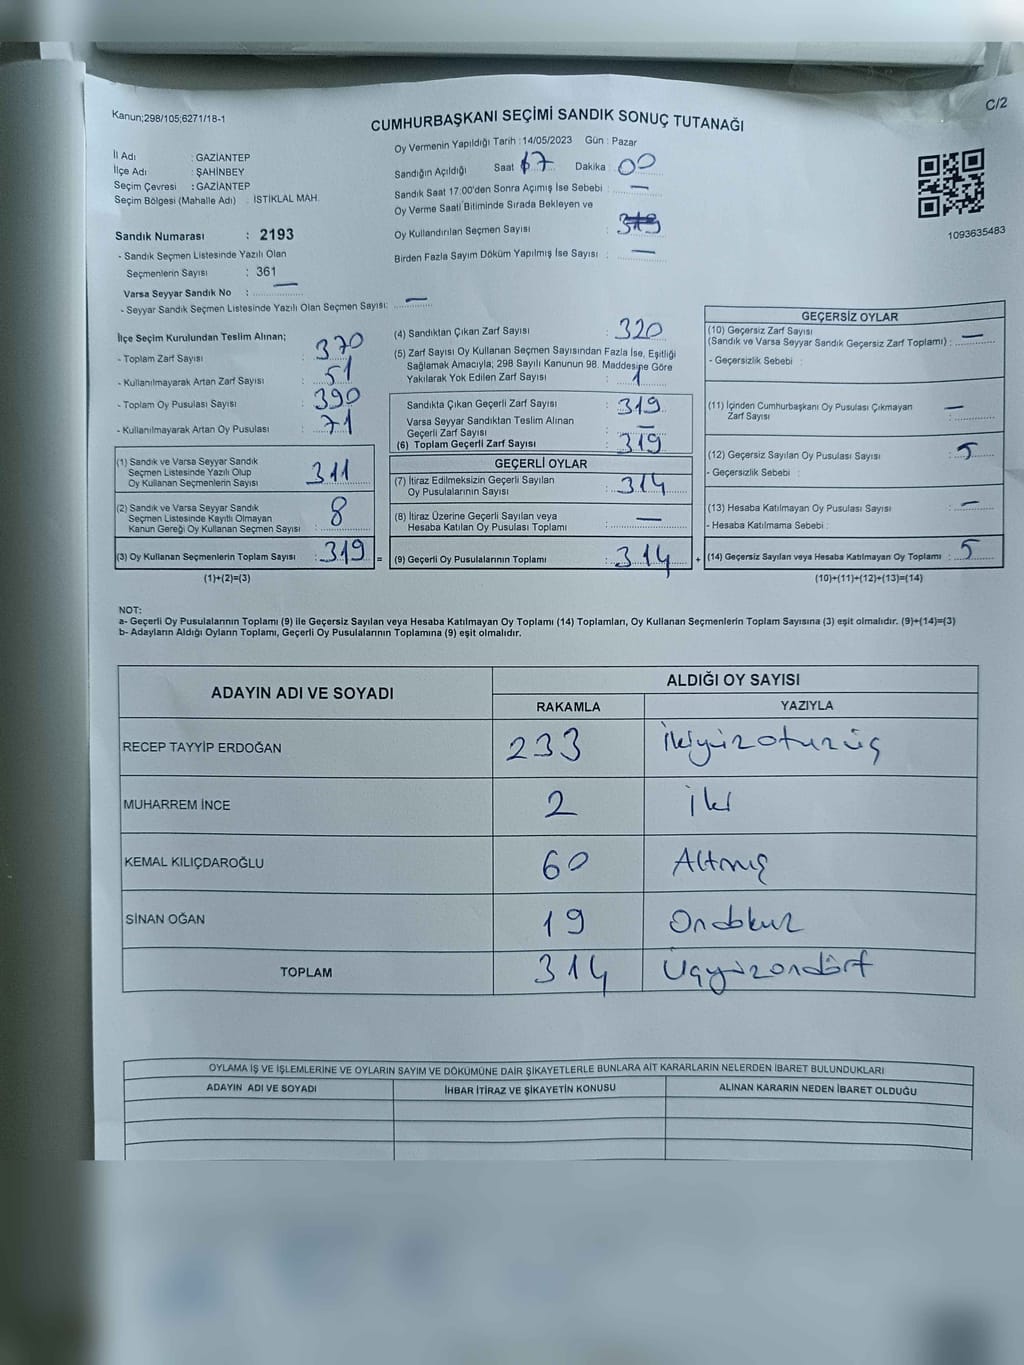 C/2
Kanun;298/105;6271/18-1
CUMHURBAŞKANI SEÇİMİ SANDIK SONUÇ TUTANAĞI
İl Adı : GAZİANTEP
İlçe Adı : ŞAHİNBEY
Seçim Çevresi : GAZİANTEP
Seçim Bölgesi (Mahalle Adı) : İSTİKLAL MAH.
Sandık Numarası : 2193
- Sandık Seçmen Listesinde Yazılı Olan
Seçmenlerin Sayısı : 361
Varsa Seyyar Sandık No : —
- Seyyar Sandık Seçmen Listesinde Yazılı Olan Seçmen Sayısı: —
Oy Vermenin Yapıldığı Tarih : 14/05/2023 Gün : Pazar
Sandığın Açıldığı Saat 17 Dakika : 00
Sandık Saat 17:00'den Sonra Açımış İse Sebebi : —
Oy Verme Saati Bitiminde Sırada Bekleyen ve
Oy Kullandırılan Seçmen Sayısı : 319
Birden Fazla Sayım Döküm Yapılmış İse Sayısı : —
1093635483
İlçe Seçim Kurulundan Teslim Alınan;
- Toplam Zarf Sayısı : 370
- Kullanılmayarak Artan Zarf Sayısı : 51
- Toplam Oy Pusulası Sayısı : 390
- Kullanılmayarak Artan Oy Pusulası : 71
(1) Sandık ve Varsa Seyyar Sandık
Seçmen Listesinde Yazılı Olup
Oy Kullanan Seçmenlerin Sayısı : 311
(2) Sandık ve Varsa Seyyar Sandık
Seçmen Listesinde Kayıtlı Olmayan
Kanun Gereği Oy Kullanan Seçmen Sayısı : 8
(3) Oy Kullanan Seçmenlerin Toplam Sayısı : 319 =
(1)+(2)=(3)
(4) Sandıktan Çıkan Zarf Sayısı : 320
(5) Zarf Sayısı Oy Kullanan Seçmen Sayısından Fazla İse, Eşitliği
Sağlamak Amacıyla; 298 Sayılı Kanunun 98. Maddesine Göre
Yakılarak Yok Edilen Zarf Sayısı : 1
Sandıkta Çıkan Geçerli Zarf Sayısı : 319
Varsa Seyyar Sandıktan Teslim Alınan
Geçerli Zarf Sayısı : —
(6) Toplam Geçerli Zarf Sayısı : 319
GEÇERLİ OYLAR
(7) İtiraz Edilmeksizin Geçerli Sayılan
Oy Pusulalarının Sayısı : 314
(8) İtiraz Üzerine Geçerli Sayılan veya
Hesaba Katılan Oy Pusulası Toplamı : —
(9) Geçerli Oy Pusulalarının Toplamı : 314 +
GEÇERSİZ OYLAR
(10) Geçersiz Zarf Sayısı
(Sandık ve Varsa Seyyar Sandık Geçersiz Zarf Toplamı) : —
- Geçersizlik Sebebi :
(11) İçinden Cumhurbaşkanı Oy Pusulası Çıkmayan
Zarf Sayısı : —
(12) Geçersiz Sayılan Oy Pusulası Sayısı : 5
- Geçersizlik Sebebi :
(13) Hesaba Katılmayan Oy Pusulası Sayısı : —
- Hesaba Katılmama Sebebi :
(14) Geçersiz Sayılan veya Hesaba Katılmayan Oy Toplamı : 5
(10)+(11)+(12)+(13)=(14)
NOT:
a- Geçerli Oy Pusulalarının Toplamı (9) ile Geçersiz Sayılan veya Hesaba Katılmayan Oy Toplamı (14) Toplamları, Oy Kullanan Seçmenlerin Toplam Sayısına (3) eşit olmalıdır. (9)+(14)=(3)
b- Adayların Aldığı Oyların Toplamı, Geçerli Oy Pusulalarının Toplamına (9) eşit olmalıdır.
ADAYIN ADI VE SOYADI ALDIĞI OY SAYISI
RAKAMLA YAZIYLA
RECEP TAYYİP ERDOĞAN 233 İkiyüzotuzüç
MUHARREM İNCE 2 İki
KEMAL KILIÇDAROĞLU 60 Altmış
SİNAN OĞAN 19 Ondokuz
TOPLAM 314 Üçyüzondört
OYLAMA İŞ VE İŞLEMLERİNE VE OYLARIN SAYIM VE DÖKÜMÜNE DAİR ŞİKAYETLERLE BUNLARA AİT KARARLARIN NELERDEN İBARET BULUNDUKLARI
ADAYIN ADI VE SOYADI İHBAR İTİRAZ VE ŞİKAYETİN KONUSU ALINAN KARARIN NEDEN İBARET OLDUĞU